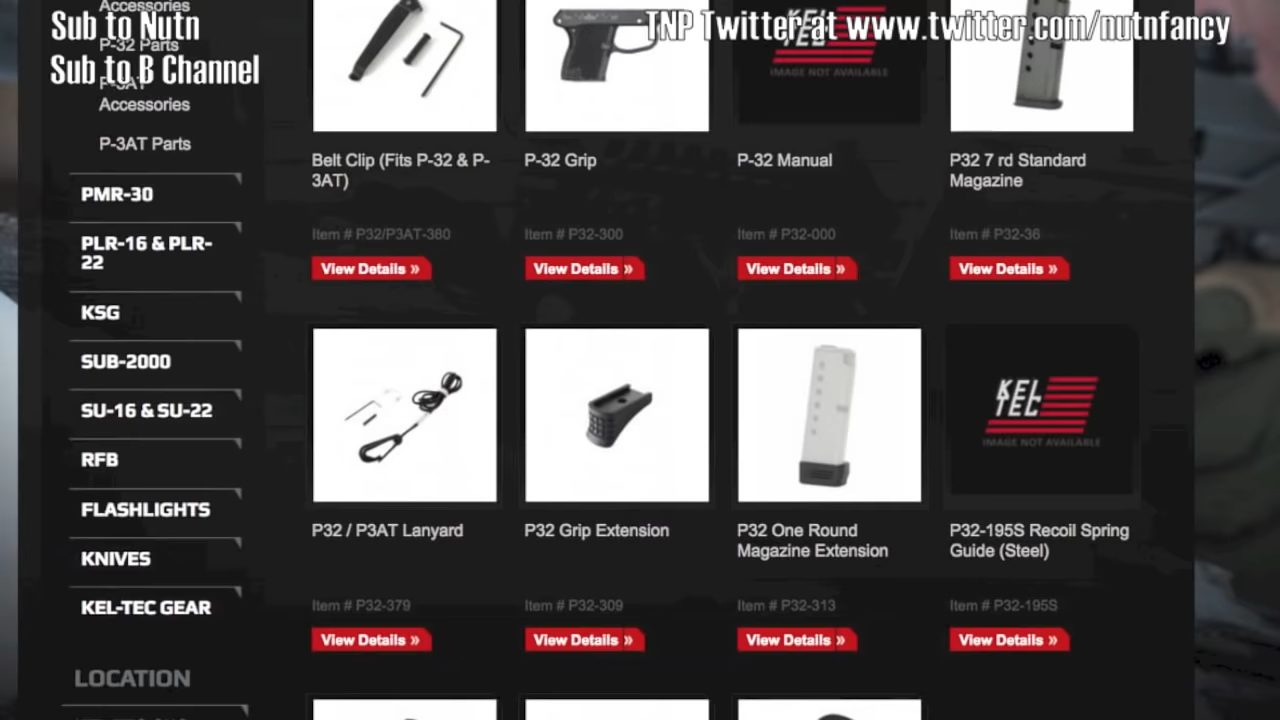 Accessories
Sub to Nutn
TNP Twitter at www.twitter.com/nutnfancy
P-32 Parts
Sub to B Channel
P-3AT
Accessories
P-3AT Parts
PMR-30
PLR-16 & PLR-
22
KSG
SUB-2000
SU-16 & SU-22
RFB
FLASHLIGHTS
KNIVES
KEL-TEC GEAR
LOCATION
KEL TEC
IMAGE NOT AVAILABLE
Belt Clip (Fits P-32 & P-
3AT)
Item # P32/P3AT-380
View Details »
P-32 Grip
Item # P32-300
View Details »
P-32 Manual
Item # P32-000
View Details »
P32 7 rd Standard
Magazine
Item # P32-36
View Details »
KEL
TEC
IMAGE NOT AVAILABLE
P32 / P3AT Lanyard
Item # P32-379
View Details »
P32 Grip Extension
Item # P32-309
View Details »
P32 One Round
Magazine Extension
Item # P32-313
View Details »
P32-195S Recoil Spring
Guide (Steel)
Item # P32-195S
View Details »